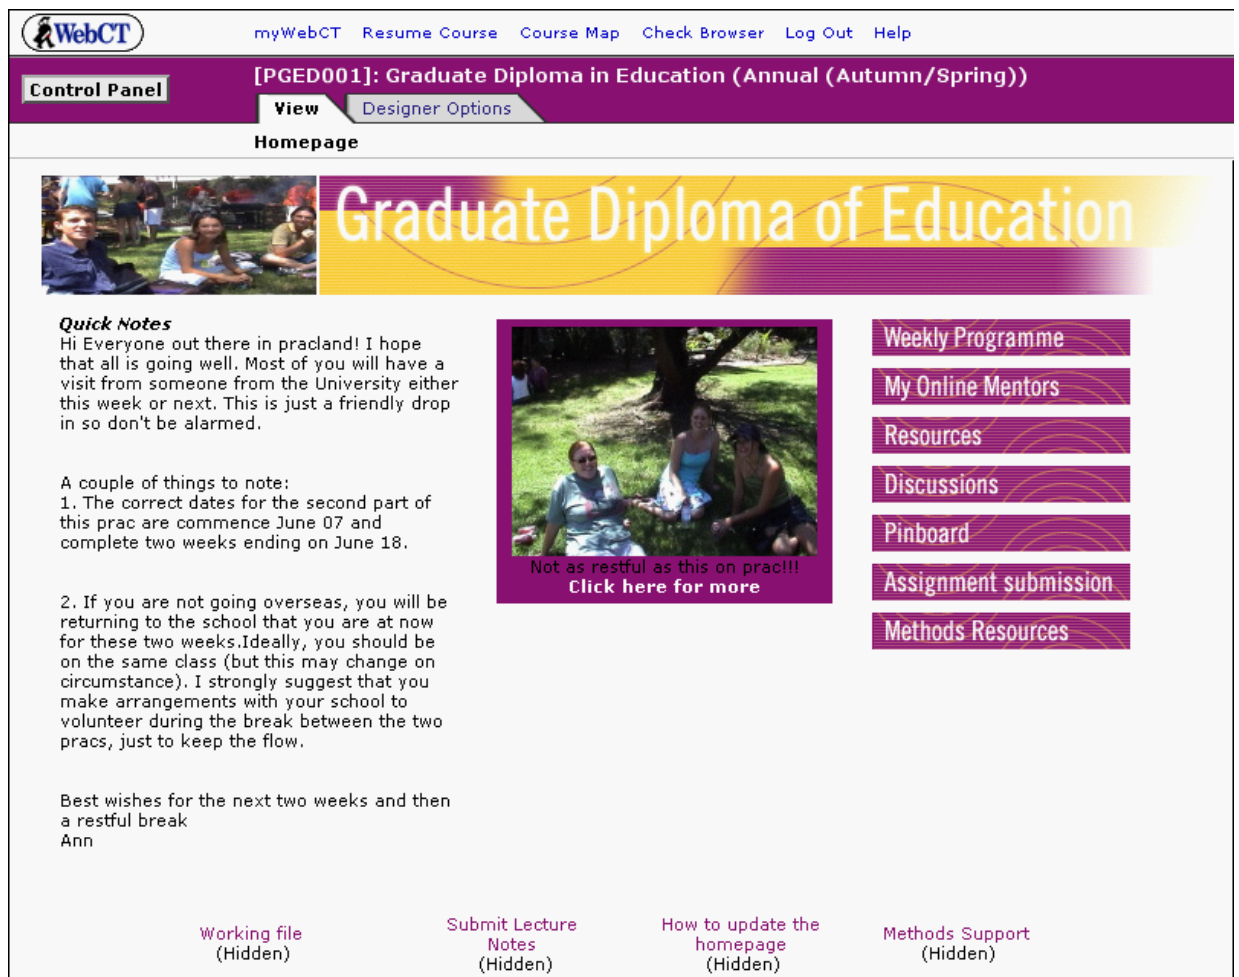 WebCT
myWebCT Resume Course Course Map Check Browser Log Out Help
Control Panel
[PGED001]: Graduate Diploma in Education (Annual (Autumn/Spring))
View Designer Options
Homepage
Graduate Diploma of Education
Quick Notes
Hi Everyone out there in pracland! I hope
that all is going well. Most of you will have a
visit from someone from the University either
this week or next. This is just a friendly drop
in so don't be alarmed.
A couple of things to note:
1. The correct dates for the second part of
this prac are commence June 07 and
complete two weeks ending on June 18.
2. If you are not going overseas, you will be
returning to the school that you are at now
for these two weeks.Ideally, you should be
on the same class (but this may change on
circumstance). I strongly suggest that you
make arrangements with your school to
volunteer during the break between the two
pracs, just to keep the flow.
Best wishes for the next two weeks and then
a restful break
Ann
Not as restful as this on prac!!!
Click here for more
Weekly Programme
My Online Mentors
Resources
Discussions
Pinboard
Assignment submission
Methods Resources
Working file
(Hidden)
Submit Lecture
Notes
(Hidden)
How to update the
homepage
(Hidden)
Methods Support
(Hidden)